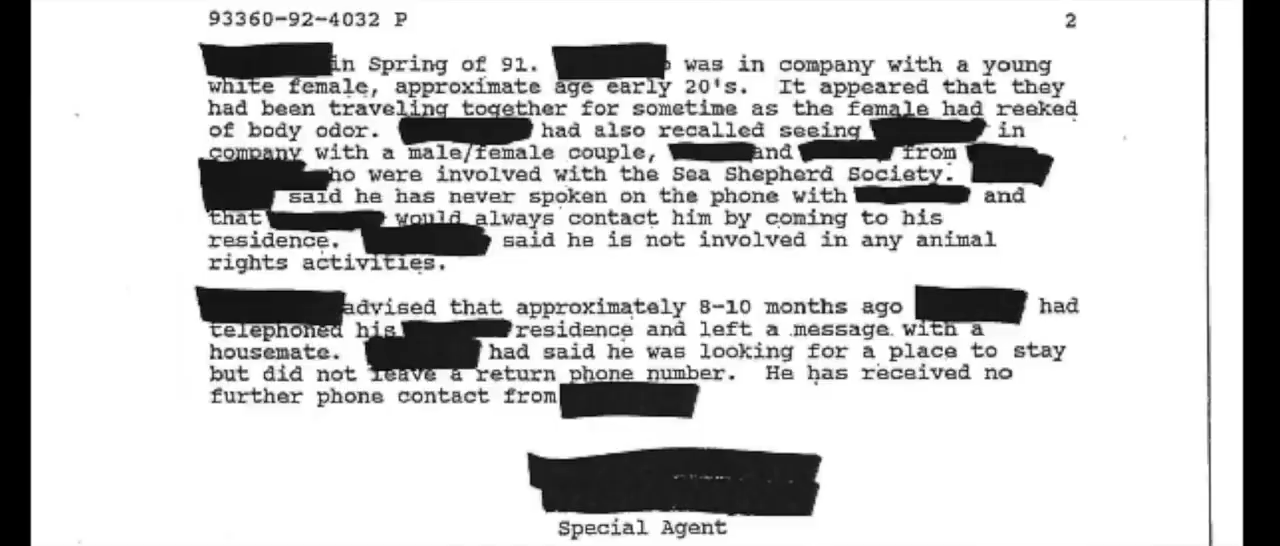 93360-92-4032 P 2
in Spring of 91. was in company with a young
white female, approximate age early 20's. It appeared that they
had been traveling together for sometime as the female had reeked
of body odor. had also recalled seeing in
company with a male/female couple, and from
ho were involved with the Sea Shepherd Society.
said he has never spoken on the phone with and
that would always contact him by coming to his
residence. said he is not involved in any animal
rights activities.
advised that approximately 8-10 months ago had
telephoned his residence and left a message with a
housemate. had said he was looking for a place to stay
but did not leave a return phone number. He has received no
further phone contact from
Special Agent